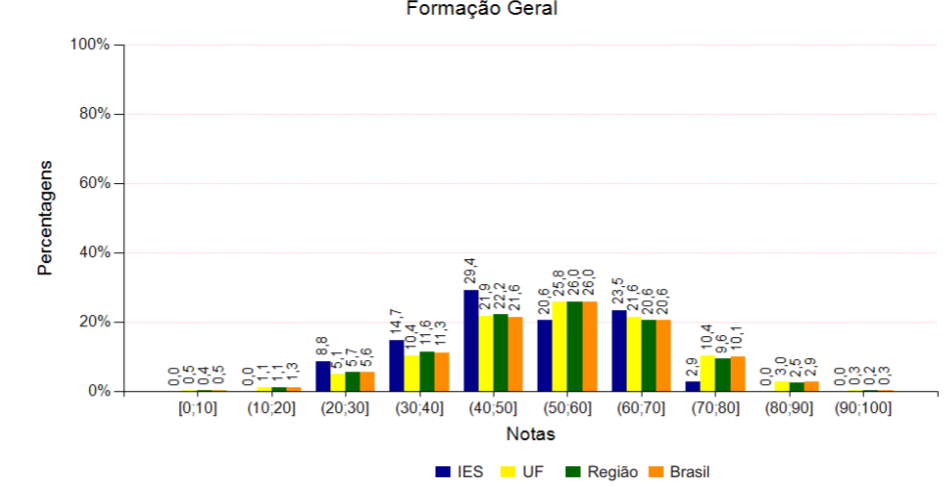 Formação Geral
Percentagens
100%
80%
60%
40%
20%
0%
0,0 0,5 0,4 0,5
0,0 1,1 1,1 1,3
8,8 5,1 5,7 5,6
14,7 10,4 11,6 11,3
29,4 21,9 22,2 21,6
20,6 25,8 26,0 26,0
23,5 21,6 20,6 20,6
2,9 10,4 9,6 10,1
0,0 3,0 2,5 2,9
0,0 0,3 0,2 0,3
[0;10] (10;20] (20;30] (30;40] (40;50] (50;60] (60;70] (70;80] (80;90] (90;100]
Notas
IES UF Região Brasil